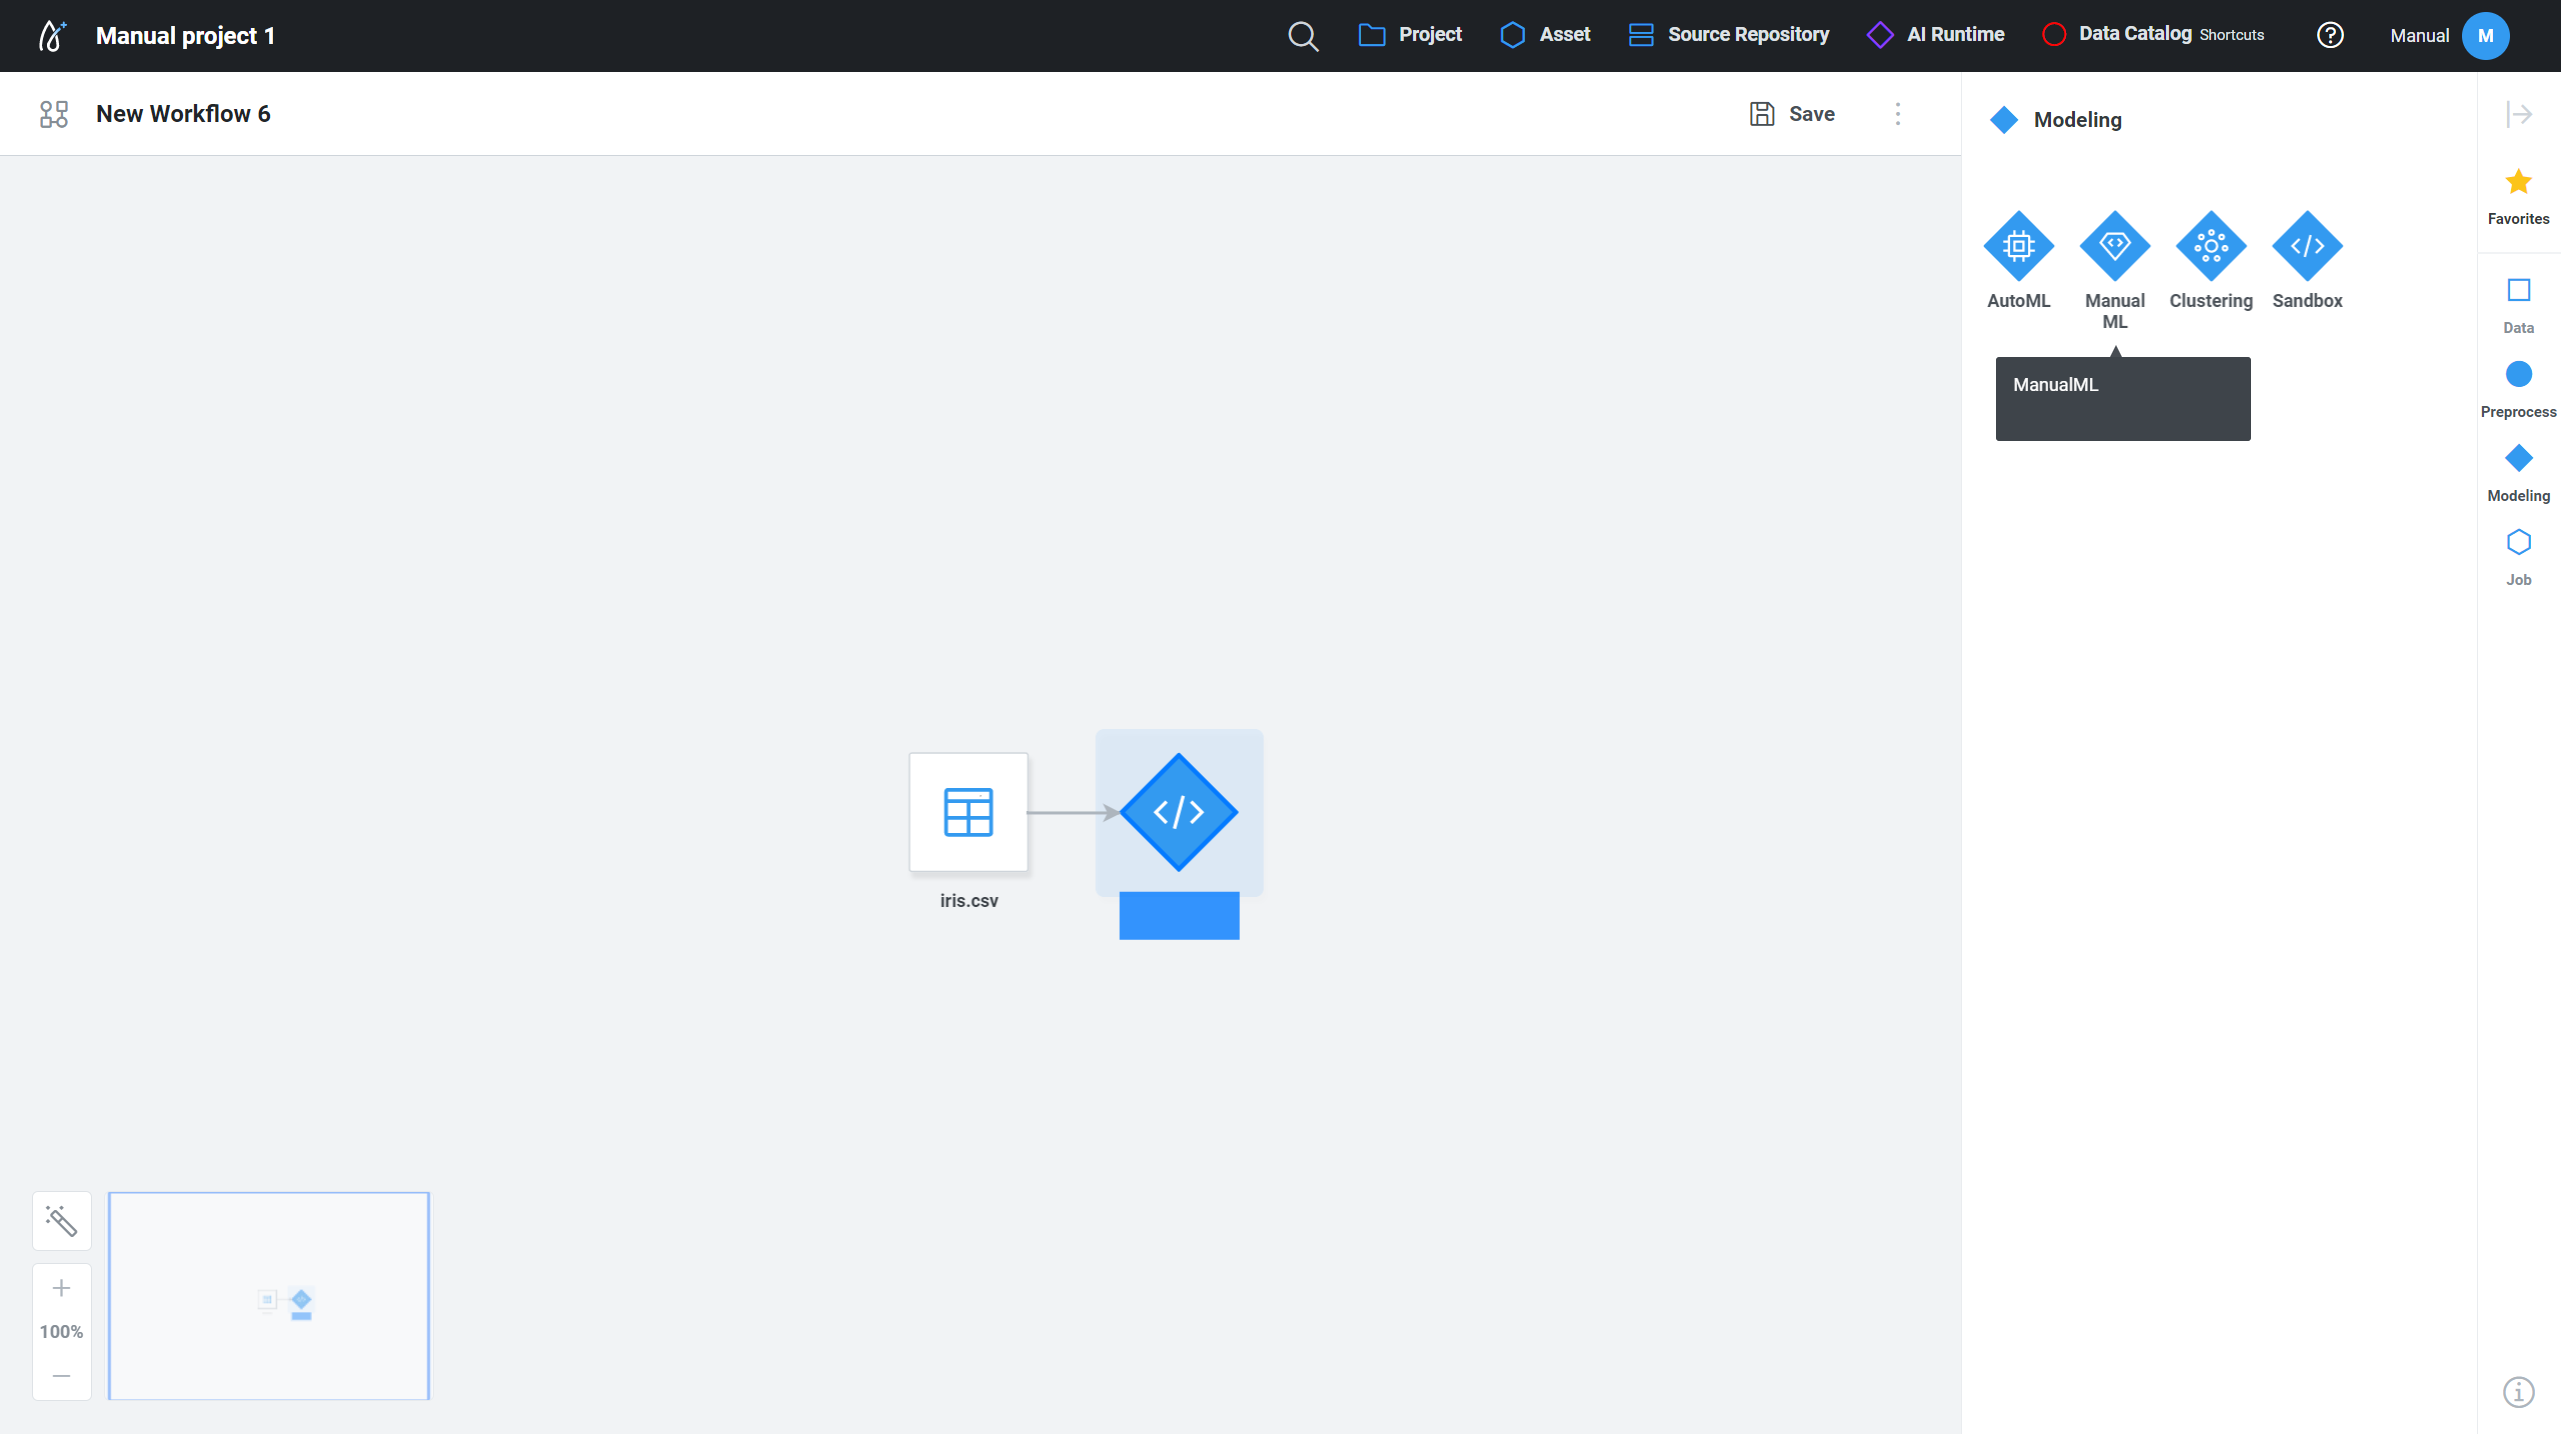 Manual project 1
Project
Asset
Source Repository
AI Runtime
Data Catalog Shortcuts
Manual
M
New Workflow 6
Save
Modeling
Favorites
AutoML
Manual ML
Clustering
Sandbox
ManualML
Data
Preprocess
Modeling
Job
iris.csv
100%